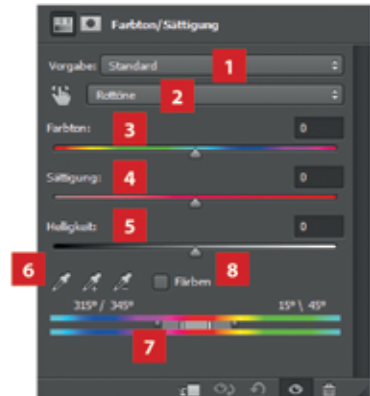 Farbton/Sättigung
Vorgabe: Standard 1
Rottöne 2
Farbton: 3 0
Sättigung: 4 0
Helligkeit: 5 0
6 Färben 8
315° / 345° 15° \ 45°
7